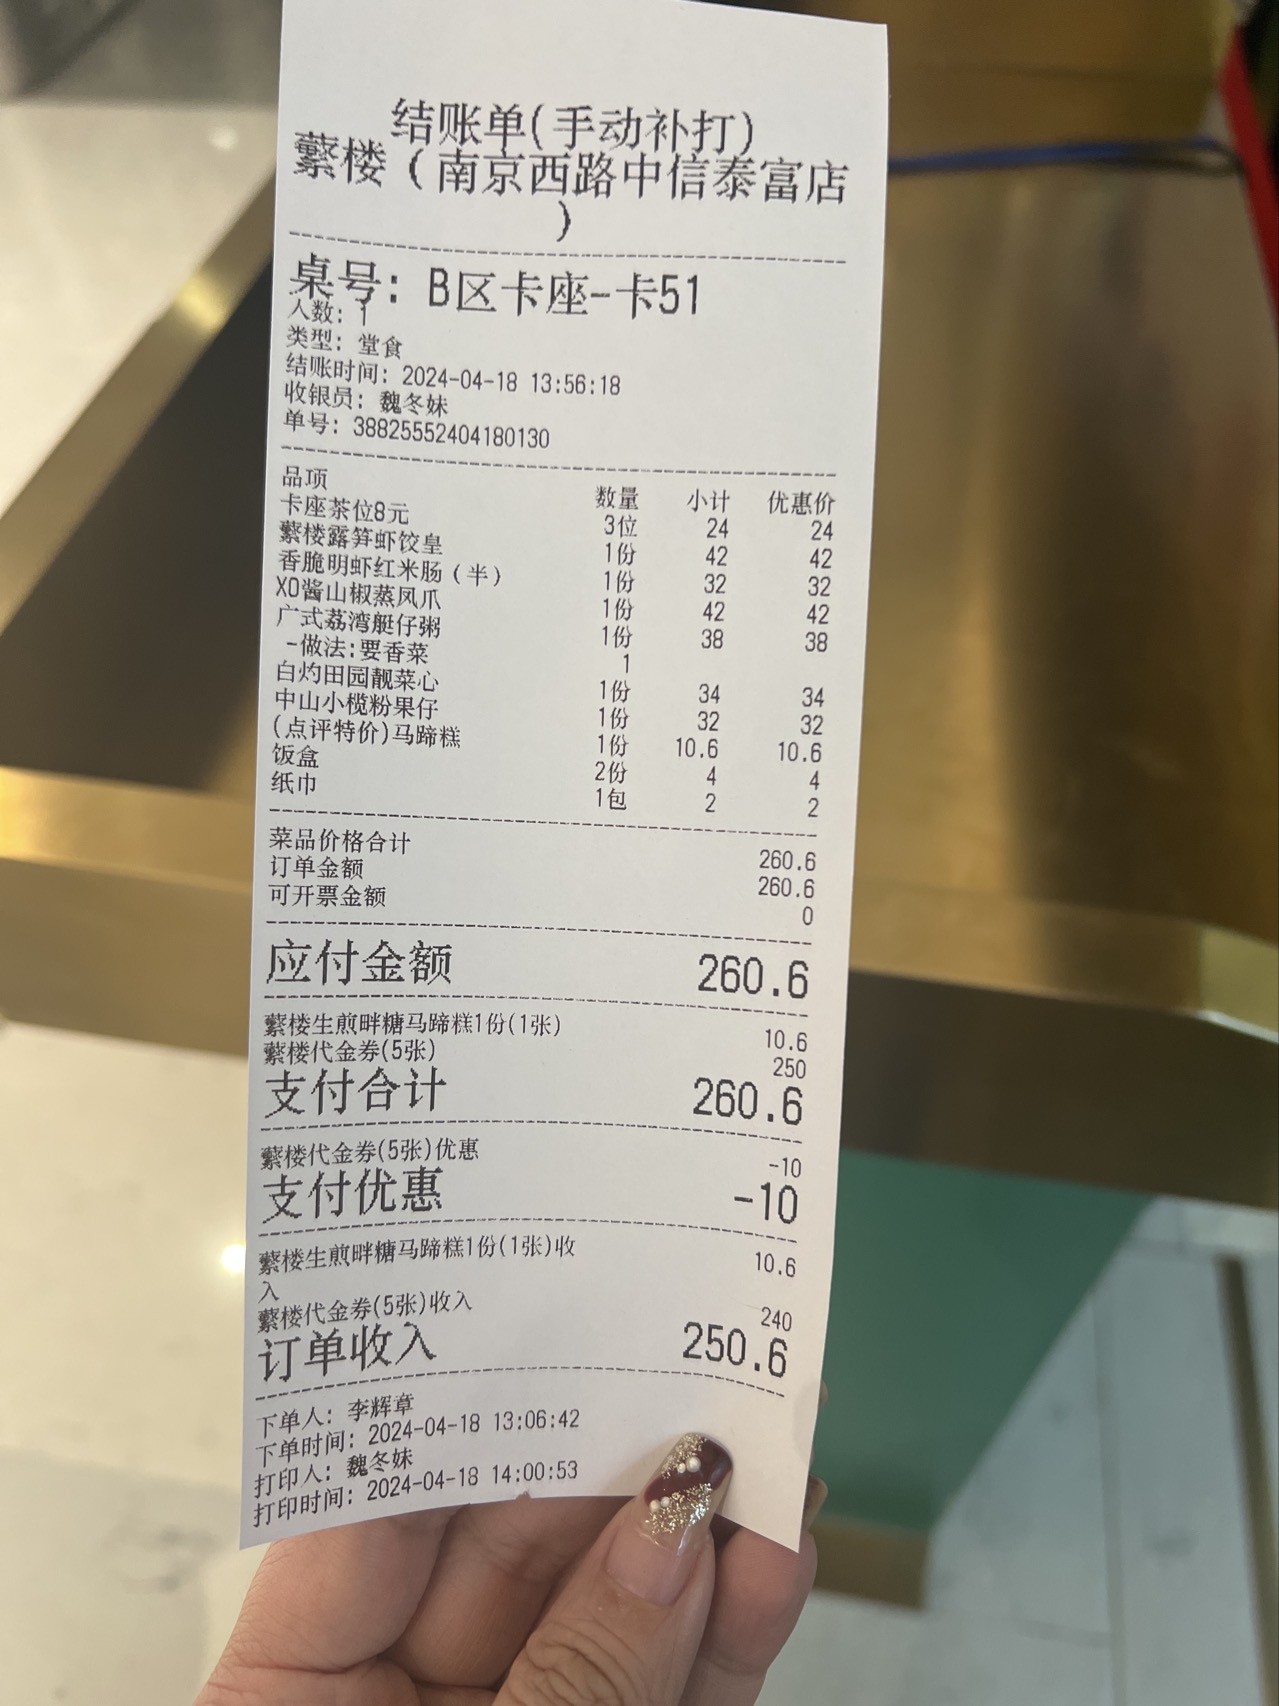 结账单(手动补打)
蘩楼（南京西路中信泰富店
）
桌号：B区卡座-卡51
人数：1
类型：堂食
结账时间：2024-04-18 13:56:18
收银员：魏冬妹
单号：38825552404180130
品项 数量 小计 优惠价
卡座茶位8元 3位 24 24
蘩楼露笋虾饺皇 1份 42 42
香脆明虾红米肠（半） 1份 32 32
XO酱山椒蒸凤爪 1份 42 42
广式荔湾艇仔粥 1份 38 38
-做法:要香菜 1
白灼田园靓菜心 1份 34 34
中山小榄粉果仔 1份 32 32
(点评特价)马蹄糕 1份 10.6 10.6
饭盒 2份 4 4
纸巾 1包 2 2
菜品价格合计 260.6
订单金额 260.6
可开票金额 0
应付金额 260.6
蘩楼生煎畔糖马蹄糕1份(1张) 10.6
蘩楼代金券(5张) 250
支付合计 260.6
蘩楼代金券(5张)优惠 -10
支付优惠 -10
蘩楼生煎畔糖马蹄糕1份(1张)收 10.6
入
蘩楼代金券(5张)收入 240
订单收入 250.6
下单人：李辉章
下单时间：2024-04-18 13:06:42
打印人：魏冬妹
打印时间：2024-04-18 14:00:53